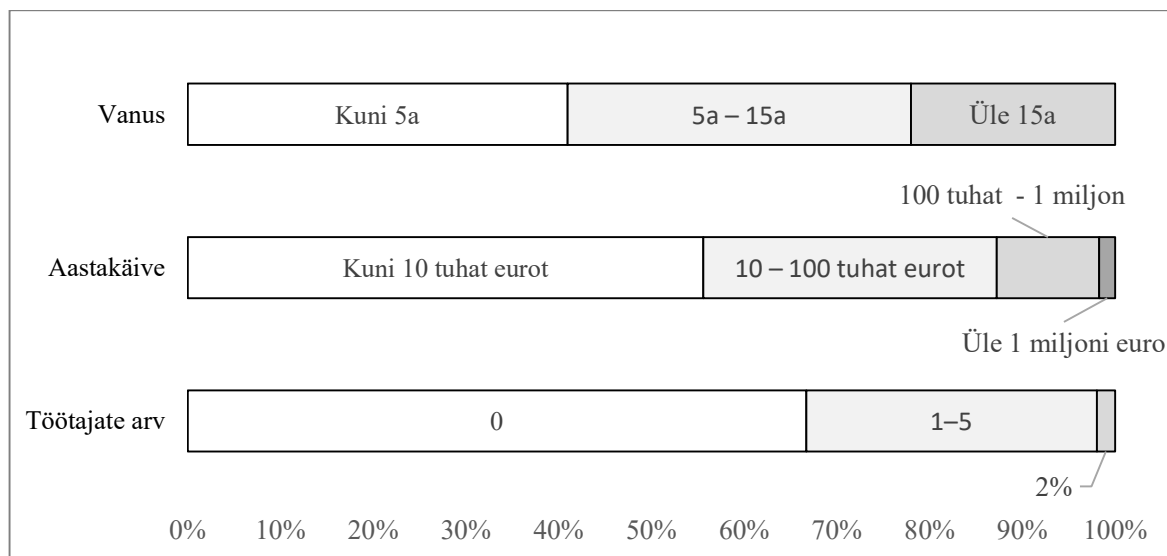 Vanus
Kuni 5a
5a – 15a
Üle 15a
100 tuhat - 1 miljon
Aastakäive
Kuni 10 tuhat eurot
10 – 100 tuhat eurot
Üle 1 miljoni euro
Töötajate arv
0
1–5
2%
0% 10% 20% 30% 40% 50% 60% 70% 80% 90% 100%